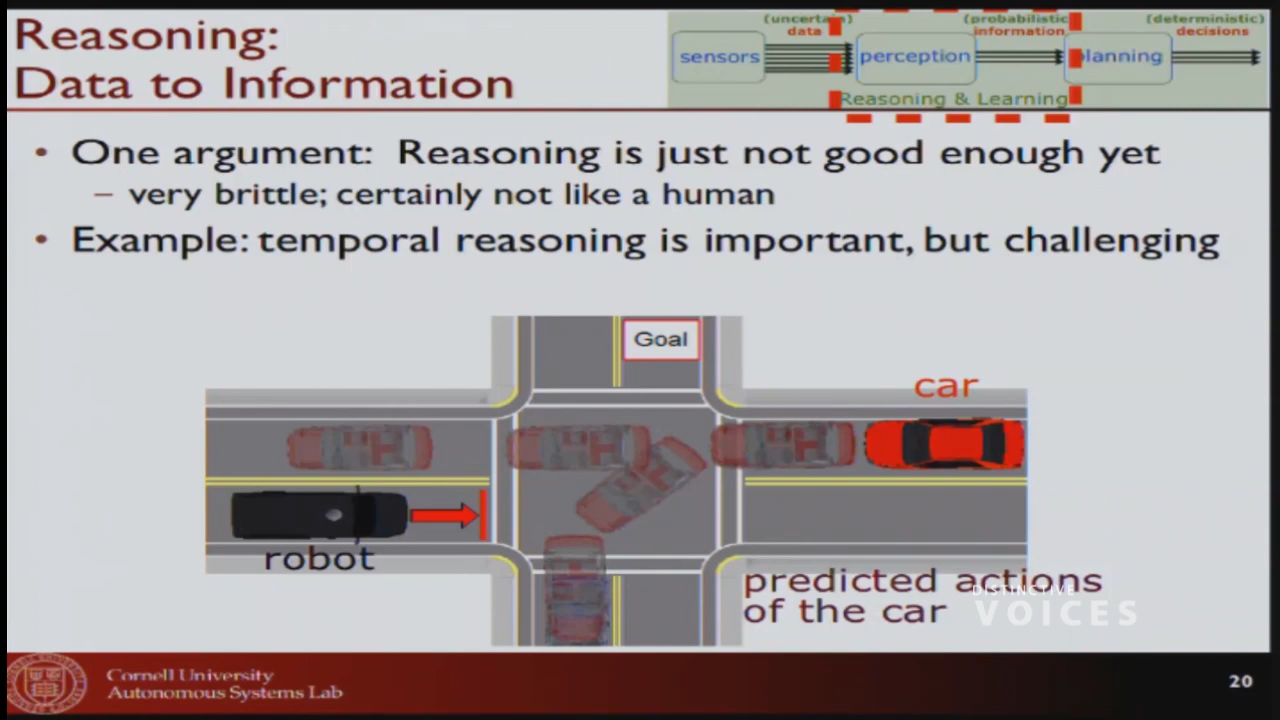 Reasoning:
Data to Information
(uncertain)
data
(probabilistic
information
(deterministic)
decisions
sensors
perception
planning
Reasoning & Learning
• One argument: Reasoning is just not good enough yet
– very brittle; certainly not like a human
• Example: temporal reasoning is important, but challenging
Goal
car
robot
predicted actions
of the car
DISTINCTIVE
VOICES
Cornell University
Autonomous Systems Lab
20